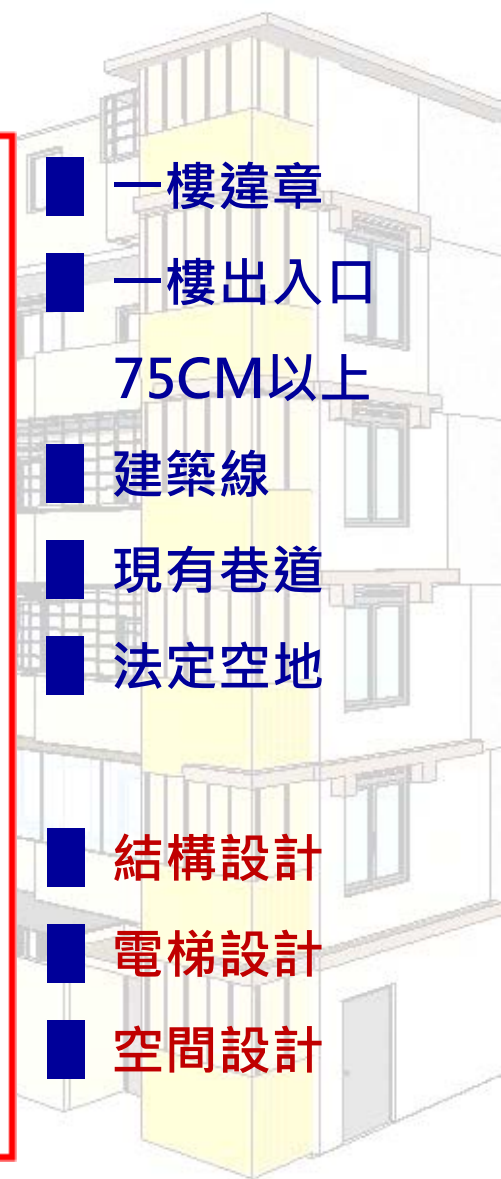 一樓違章
一樓出入口
75CM以上
建築線
現有巷道
法定空地
結構設計
電梯設計
空間設計